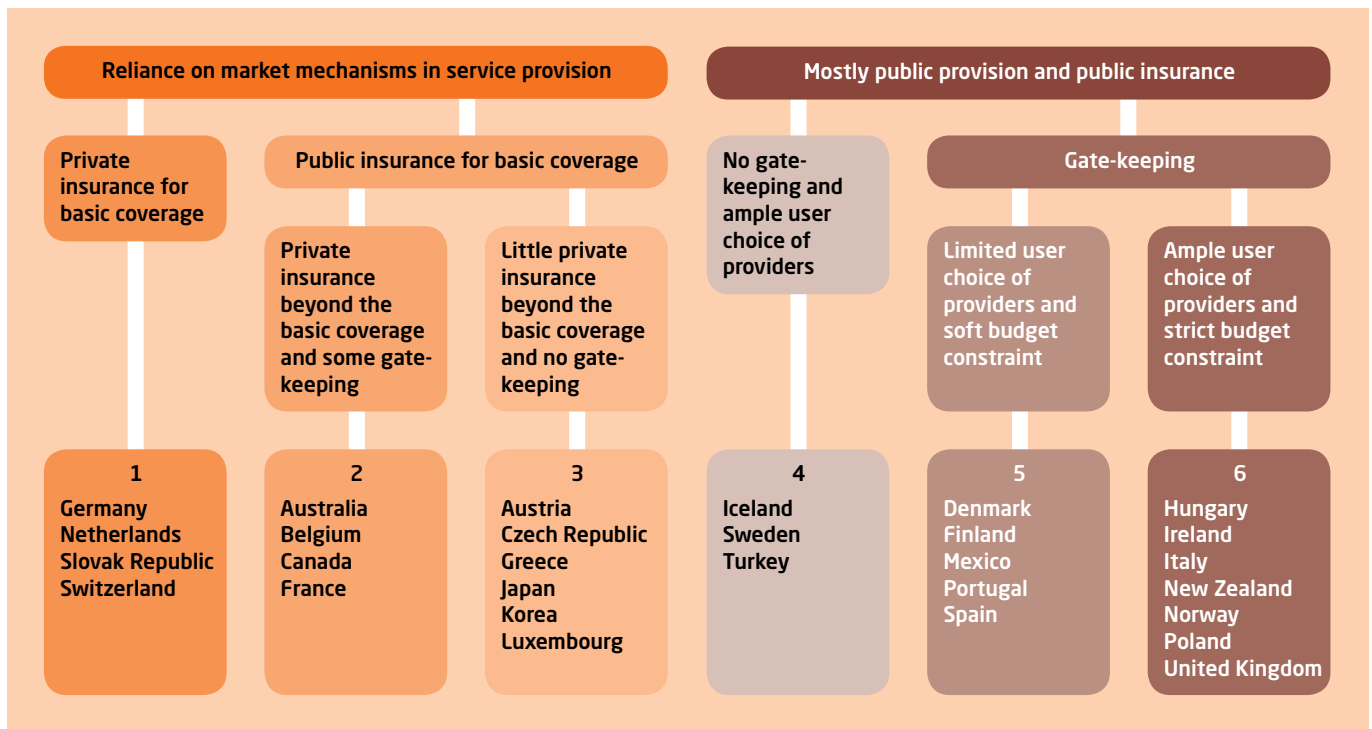 Reliance on market mechanisms in service provision
Mostly public provision and public insurance
Private
insurance for
basic coverage
Public insurance for basic coverage
No gate-
keeping and
ample user
choice of
providers
Gate-keeping
Private
insurance
beyond the
basic coverage
and some gate-
keeping
Little private
insurance
beyond the
basic coverage
and no gate-
keeping
Limited user
choice of
providers and
soft budget
constraint
Ample user
choice of
providers and
strict budget
constraint
1
Germany
Netherlands
Slovak Republic
Switzerland
2
Australia
Belgium
Canada
France
3
Austria
Czech Republic
Greece
Japan
Korea
Luxembourg
4
Iceland
Sweden
Turkey
5
Denmark
Finland
Mexico
Portugal
Spain
6
Hungary
Ireland
Italy
New Zealand
Norway
Poland
United Kingdom